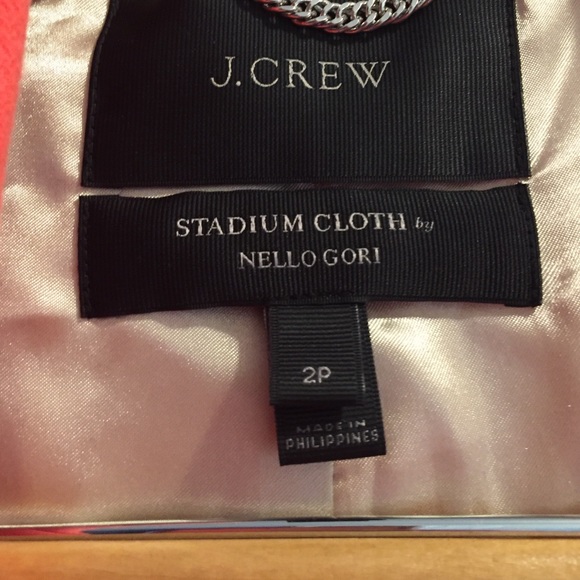 J.CREW
STADIUM CLOTH by
NELLO GORI
2P
MADE IN
PHILIPPINES